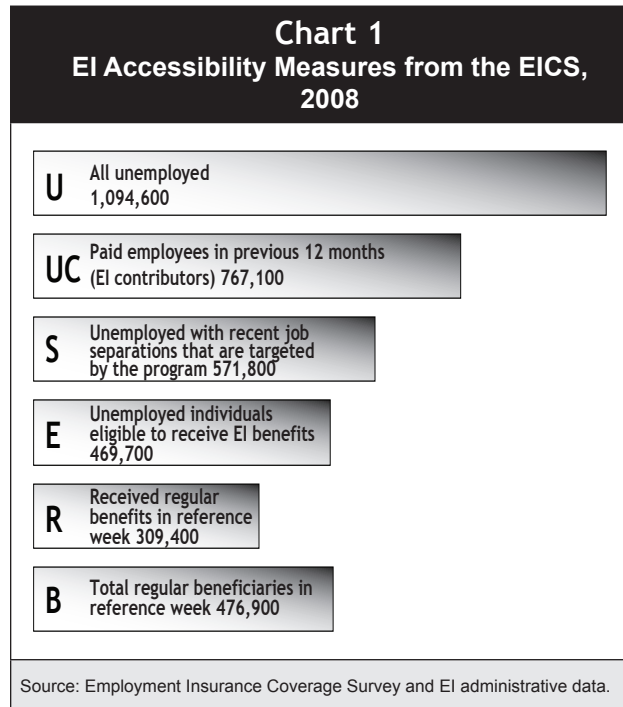 Chart 1
EI Accessibility Measures from the EICS,
2008
U
All unemployed
1,094,600
UC
Paid employees in previous 12 months
(EI contributors) 767,100
S
Unemployed with recent job
separations that are targeted
by the program 571,800
E
Unemployed individuals
eligible to receive EI benefits
469,700
R
Received regular
benefits in reference
week 309,400
B
Total regular beneficiaries in
reference week 476,900
Source: Employment Insurance Coverage Survey and EI administrative data.